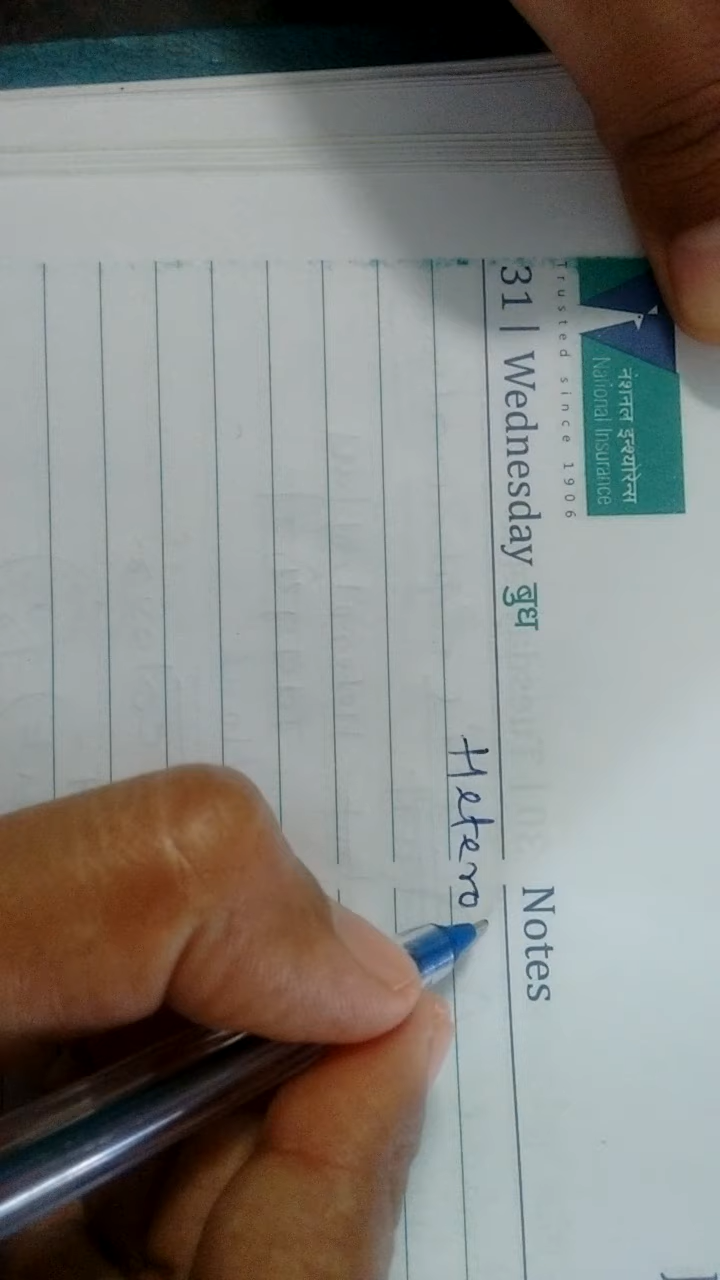 नेशनल इन्श्योरेन्स
National Insurance
Trusted since 1906
31 | Wednesday बुध
Notes
Hetero